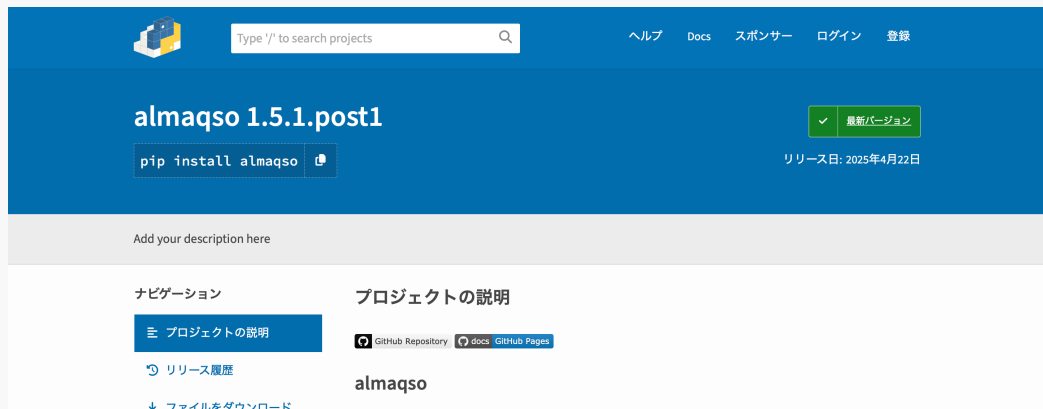 Type '/' to search projects
ヘルプ Docs スポンサー ログイン 登録
almaqso 1.5.1.post1
最新バージョン
pip install almaqso
リリース日: 2025年4月22日
Add your description here
ナビゲーション
プロジェクトの説明
リリース履歴
ファイルをダウンロード
プロジェクトの説明
GitHub Repository docs GitHub Pages
almaqso